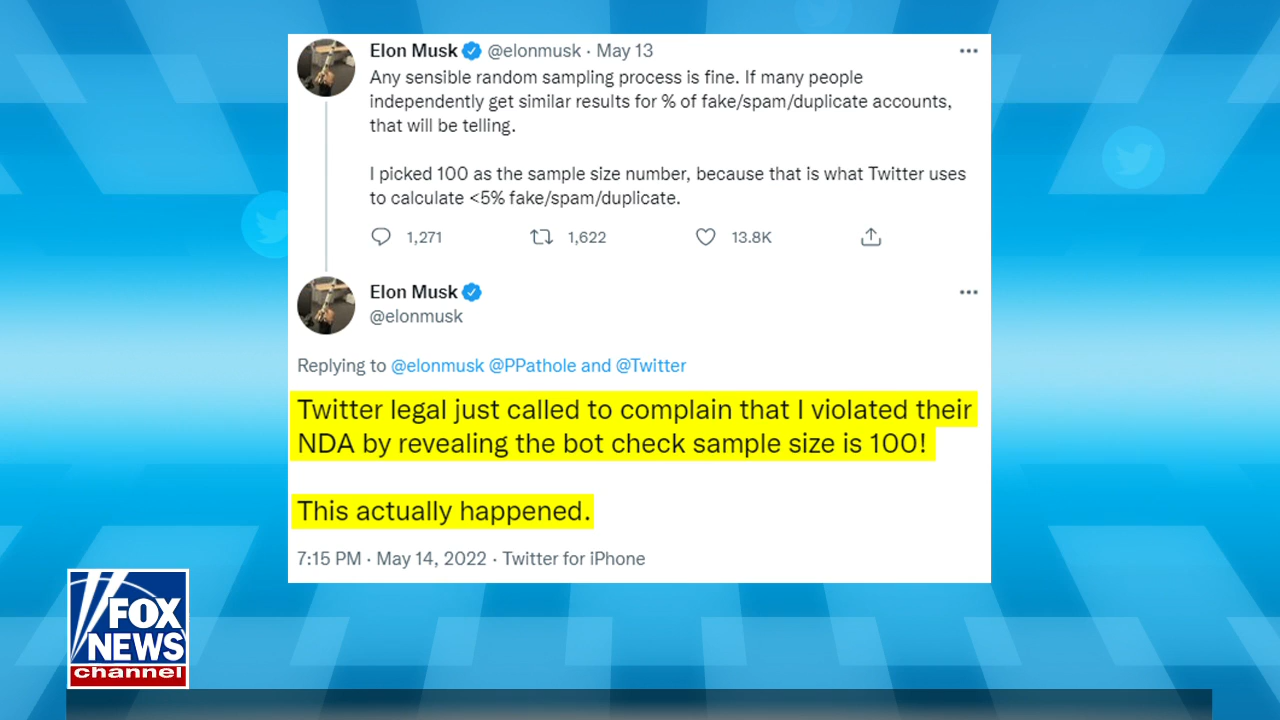 Elon Musk @elonmusk · May 13
Any sensible random sampling process is fine. If many people
independently get similar results for % of fake/spam/duplicate accounts,
that will be telling.
I picked 100 as the sample size number, because that is what Twitter uses
to calculate <5% fake/spam/duplicate.
1,271 1,622 13.8K
Elon Musk
@elonmusk
Replying to @elonmusk @PPathole and @Twitter
Twitter legal just called to complain that I violated their
NDA by revealing the bot check sample size is 100!
This actually happened.
7:15 PM · May 14, 2022 · Twitter for iPhone
FOX
NEWS
channel